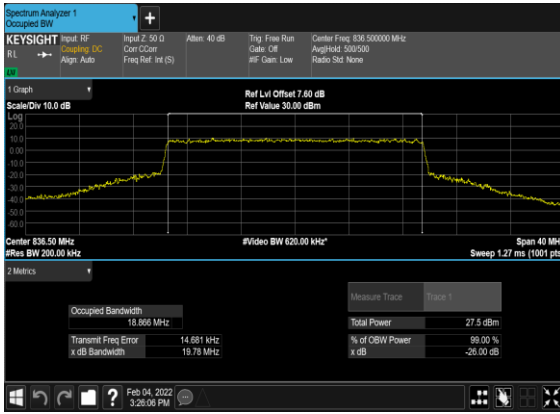 Spectrum Analyzer 1
Occupied BW
+
KEYSIGHT Input: RF Input Z: 50 Ω Atten: 40 dB Trig: Free Run Center Freq: 836.500000 MHz
RL Coupling: DC Corr CCorr Gate: Off Avg|Hold: 500/500
Align: Auto Freq Ref: Int (S) #IF Gain: Low Radio Std: None
1 Graph
Ref Lvl Offset 7.60 dB
Scale/Div 10.0 dB Ref Value 30.00 dBm
Log
20.0
10.0
0.00
-10.0
-20.0
-30.0
-40.0
-50.0
-60.0
Center 836.50 MHz #Video BW 620.00 kHz* Span 40 MH
#Res BW 200.00 kHz Sweep 1.27 ms (1001 pts
2 Metrics
Measure Trace Trace 1
Occupied Bandwidth
18.866 MHz Total Power 27.5 dBm
Transmit Freq Error 14.681 kHz % of OBW Power 99.00 %
x dB Bandwidth 19.78 MHz x dB -26.00 dB
? Feb 04, 2022
3:26:06 PM